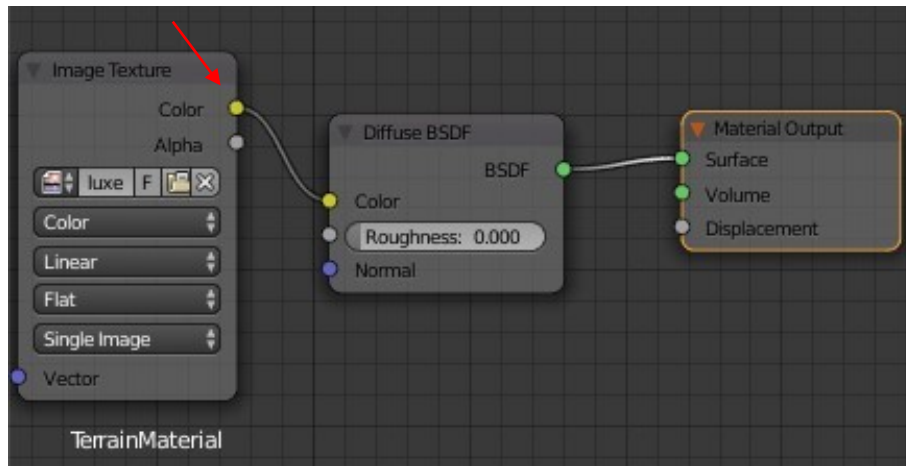 Image Texture
Color
Alpha
luxe F
Color
Linear
Flat
Single Image
Vector
Diffuse BSDF
BSDF
Color
Roughness: 0.000
Normal
Material Output
Surface
Volume
Displacement
TerrainMaterial